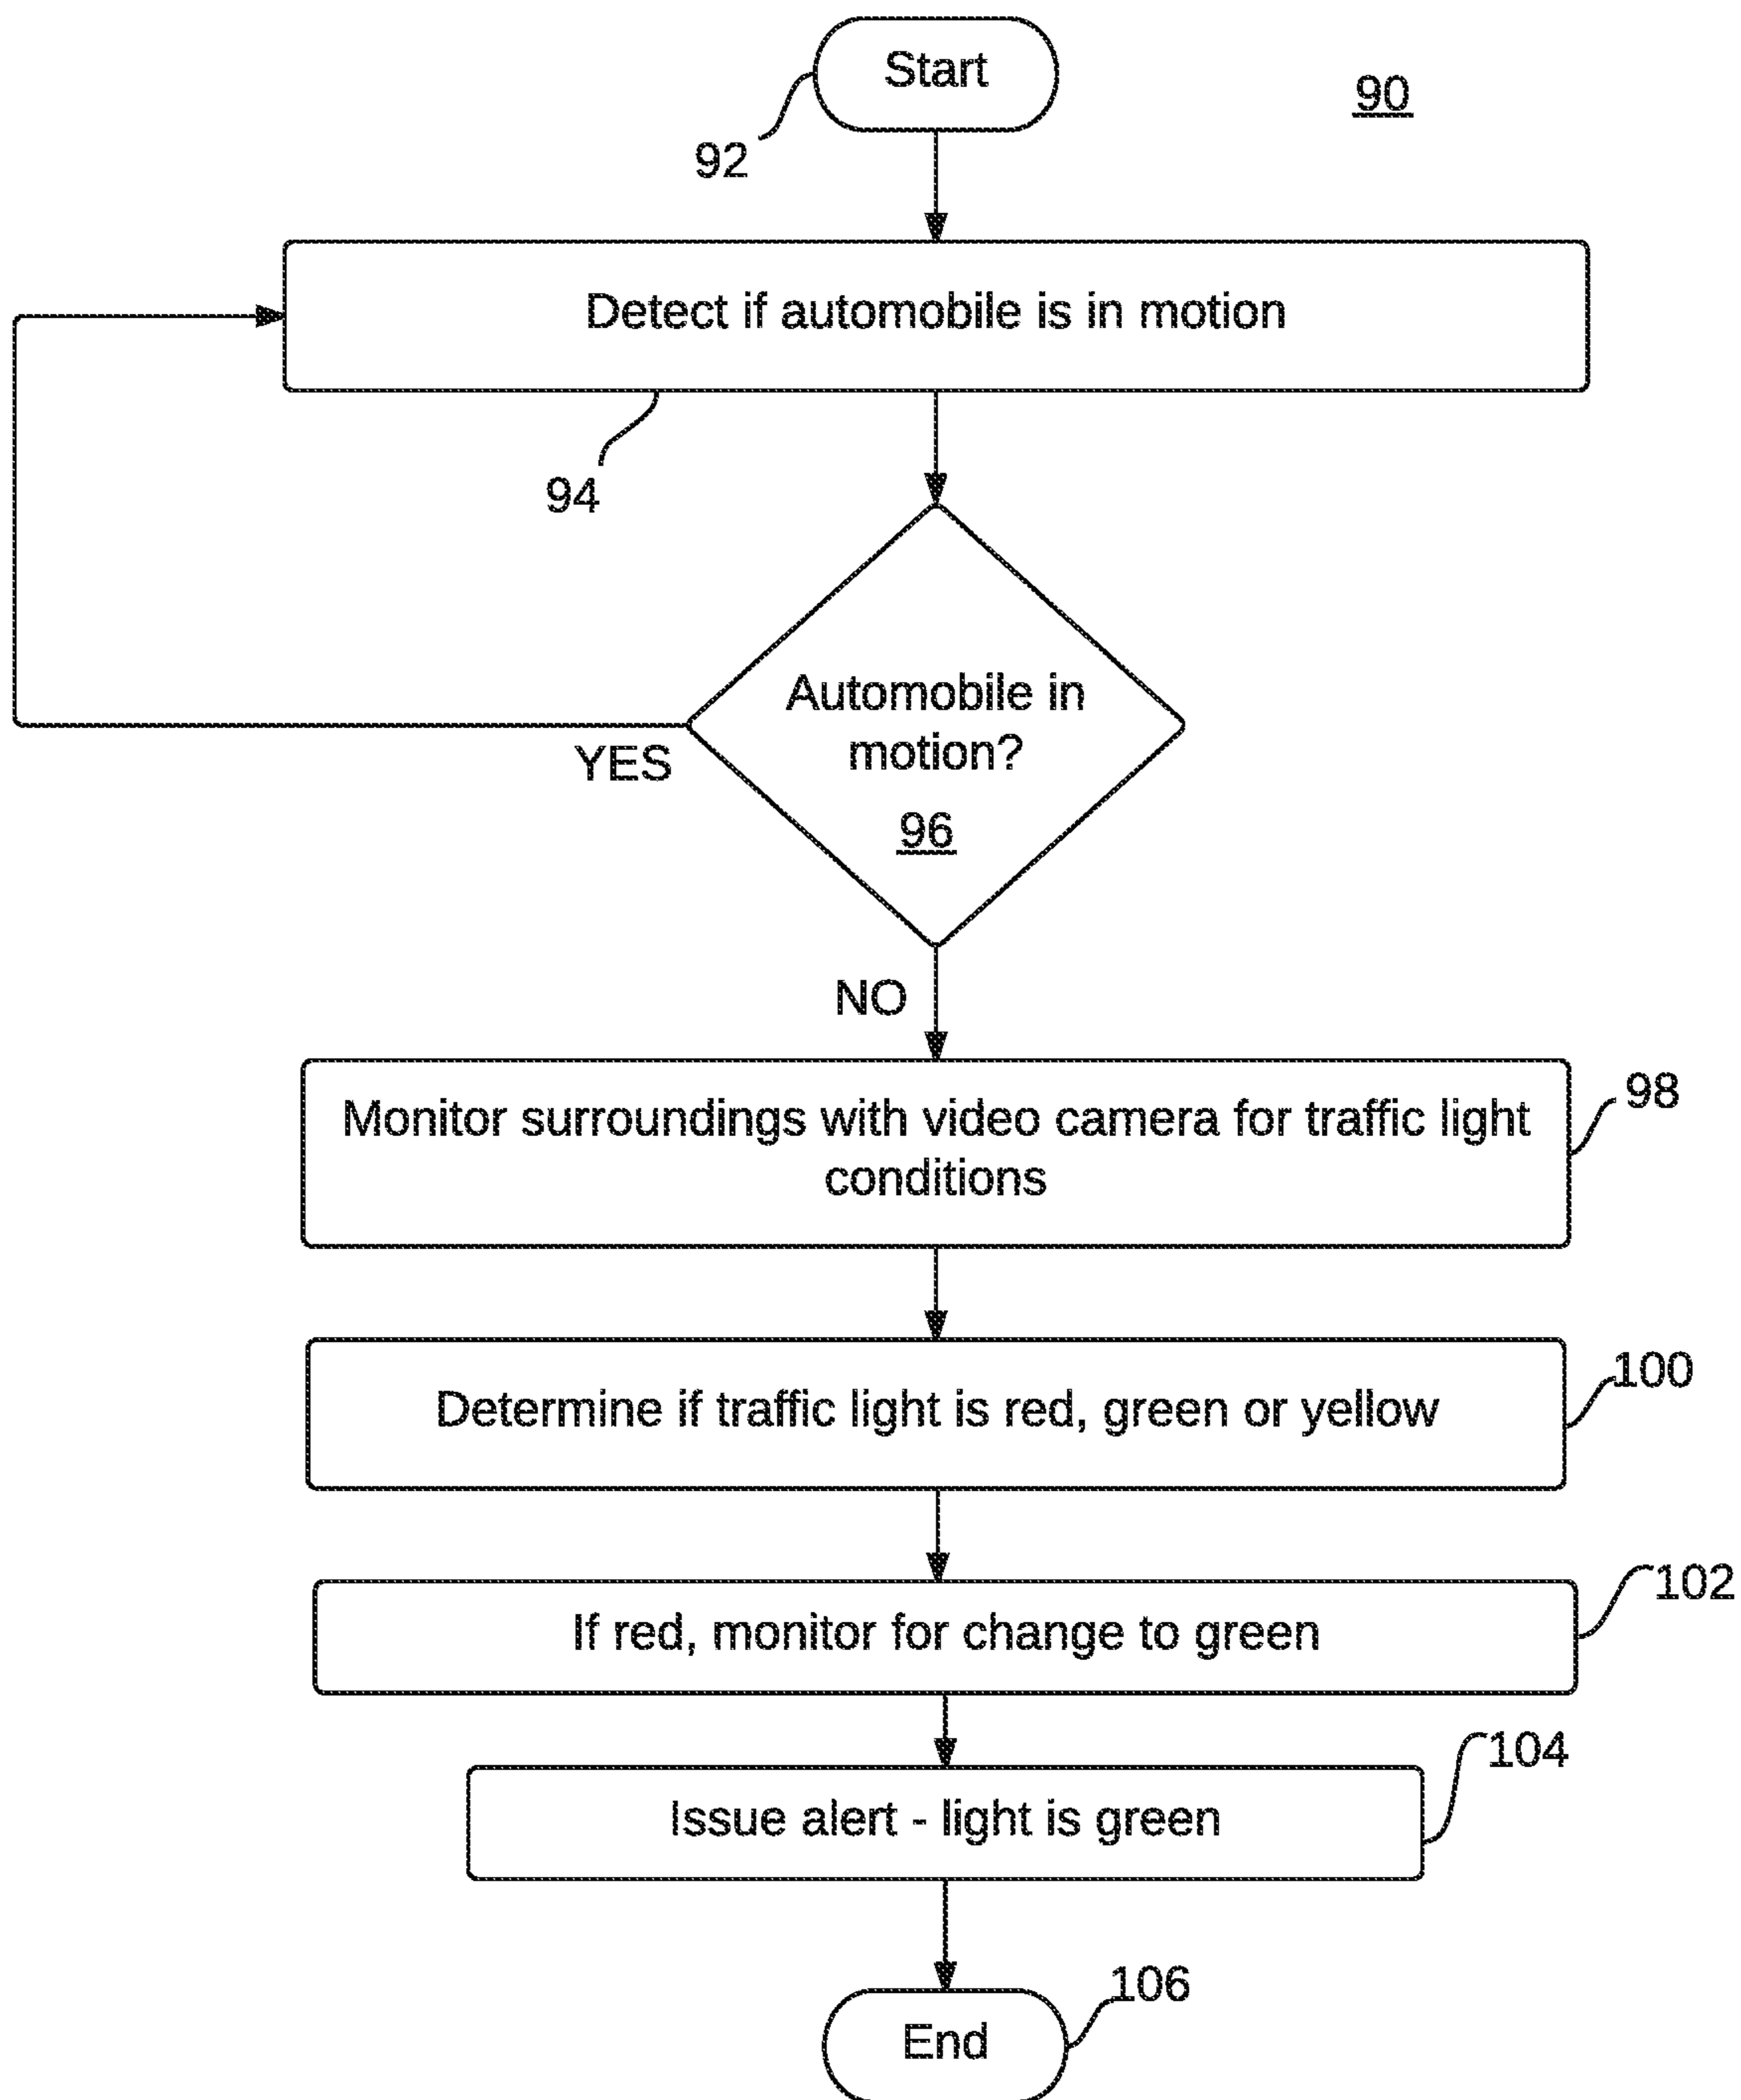 Start
90
92
Detect if automobile is in motion
94
Automobile in
motion?
96
YES
NO
Monitor surroundings with video camera for traffic light
conditions
98
Determine if traffic light is red, green or yellow
100
If red, monitor for change to green
102
Issue alert - light is green
104
End
106